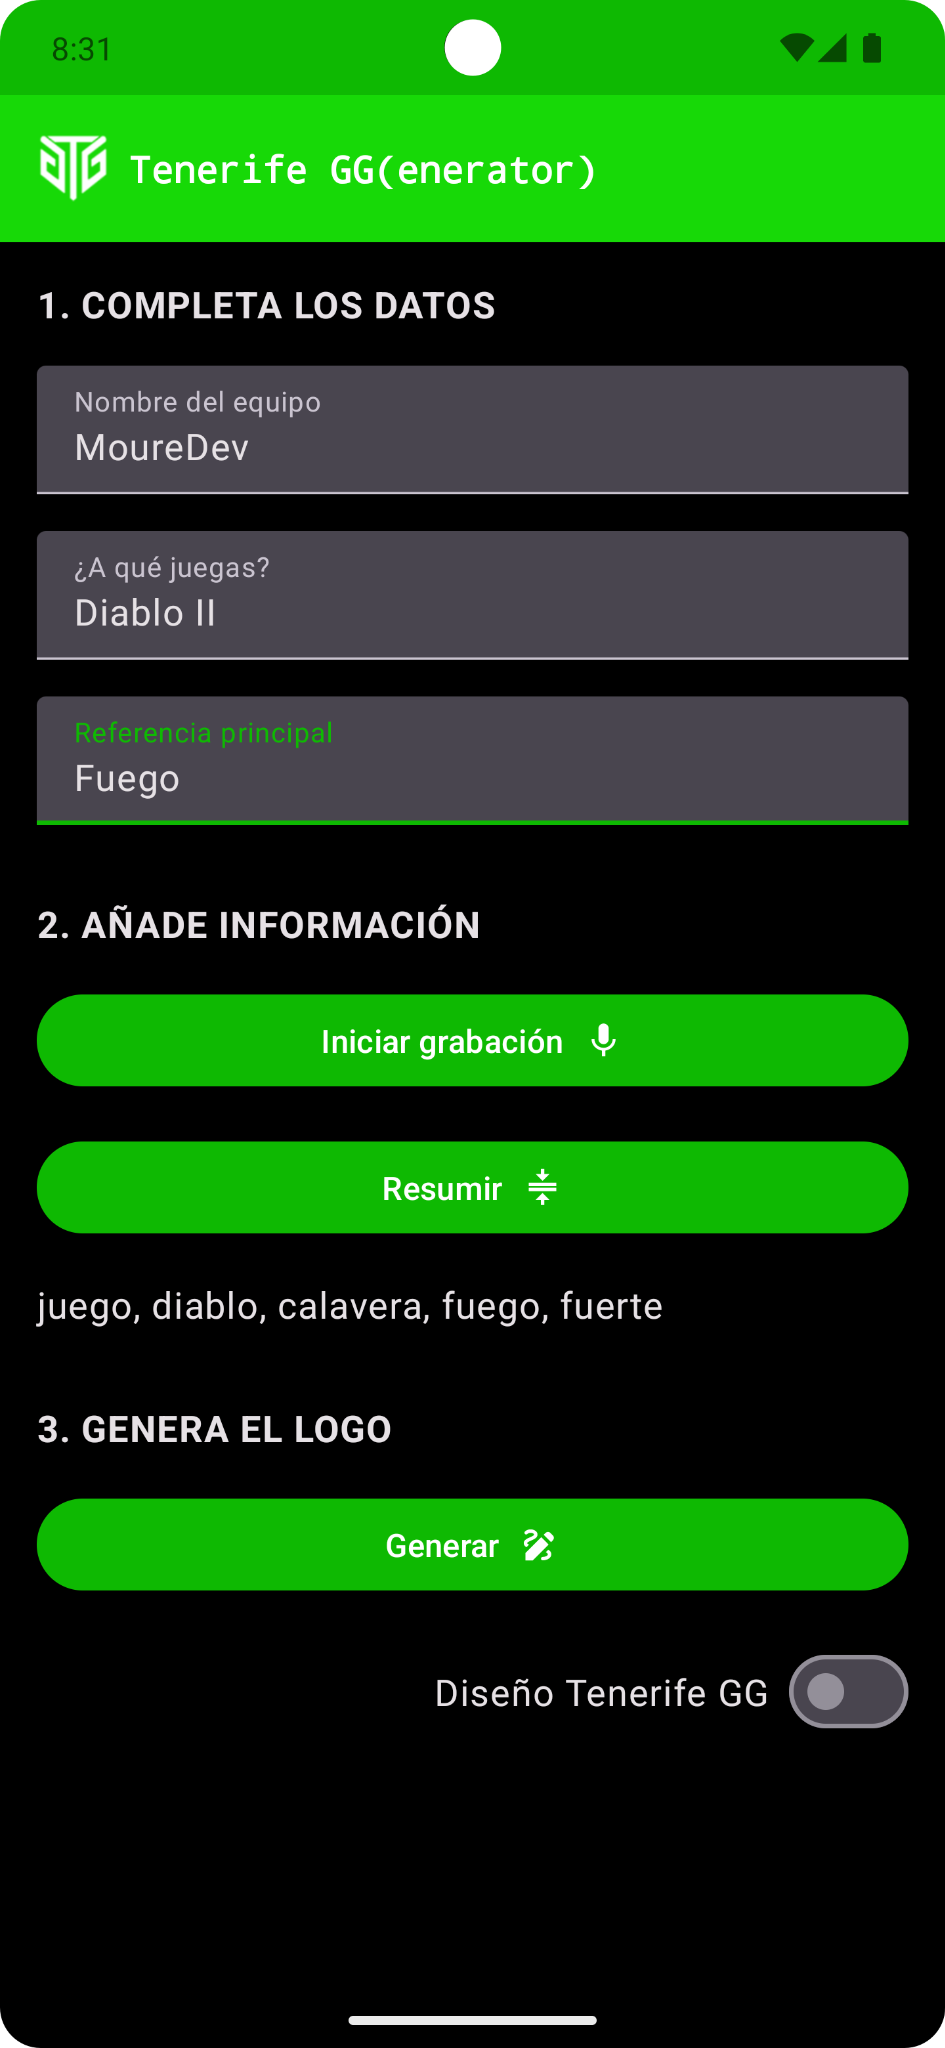 8:31
Tenerife GG(enerator)
1. COMPLETA LOS DATOS
Nombre del equipo
MoureDev
¿A qué juegas?
Diablo II
Referencia principal
Fuego
2. AÑADE INFORMACIÓN
Iniciar grabación
Resumir
juego, diablo, calavera, fuego, fuerte
3. GENERA EL LOGO
Generar
Diseño Tenerife GG